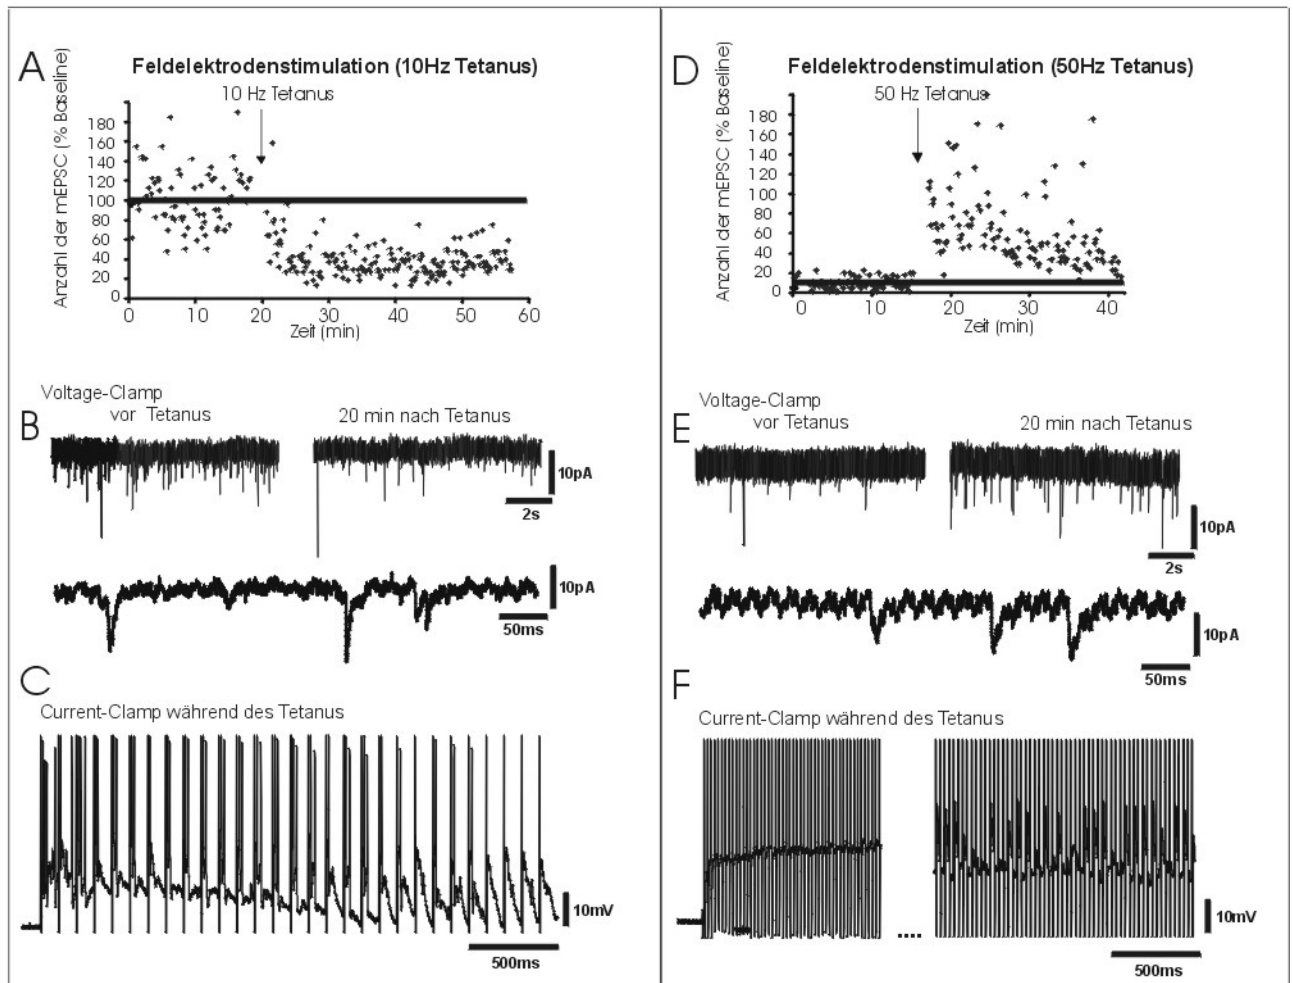 A
Feldelektrodenstimulation (10Hz Tetanus)
10 Hz Tetanus
Anzahl der mEPSC (% Baseline)
180
160
140
120
100
80
60
40
20
0
0 10 20 30 40 50 60
Zeit (min)
B
Voltage-Clamp
vor Tetanus
20 min nach Tetanus
10pA
2s
10pA
50ms
C
Current-Clamp während des Tetanus
10mV
500ms
D
Feldelektrodenstimulation (50Hz Tetanus)
50 Hz Tetanus
Anzahl der mEPSC (% Baseline)
180
160
140
120
100
80
60
40
20
0
0 10 20 30 40
Zeit (min)
E
Voltage-Clamp
vor Tetanus
20 min nach Tetanus
10pA
2s
10pA
50ms
F
Current-Clamp während des Tetanus
....
10mV
500ms